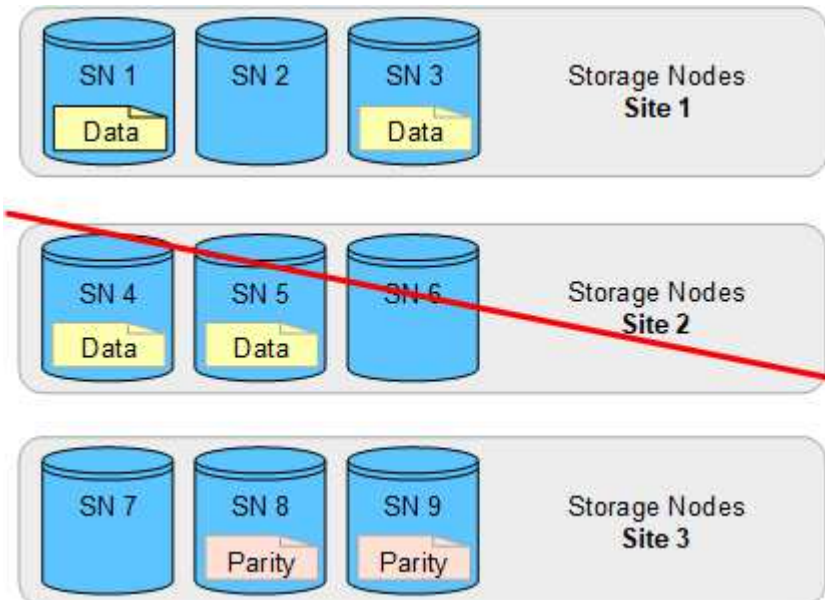 SN 1 SN 2 SN 3 Storage Nodes
Site 1
Data Data
SN 4 SN 5 SN 6 Storage Nodes
Site 2
Data Data
SN 7 SN 8 SN 9 Storage Nodes
Site 3
Parity Parity